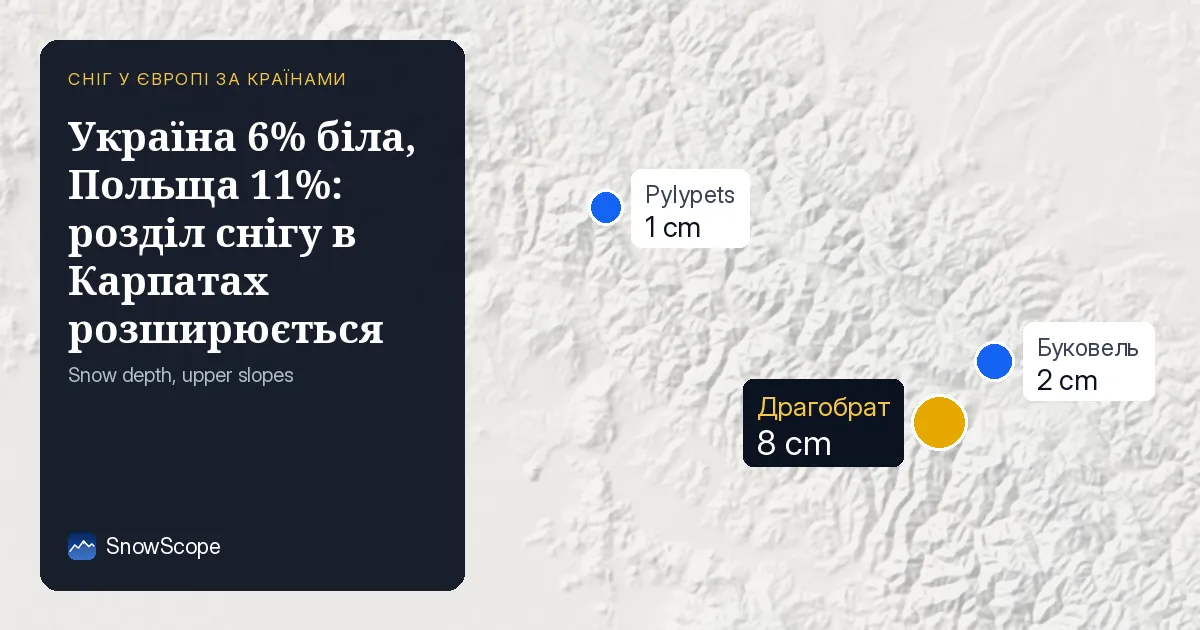 СНІГ У ЄВРОПІ ЗА КРАЇНАМИ
Україна 6% біла,
Польща 11%:
розділ снігу в
Карпатах
розширюється
Snow depth, upper slopes
SnowScope
Pylypets
1 cm
Буковель
2 cm
Драгобрат
8 cm